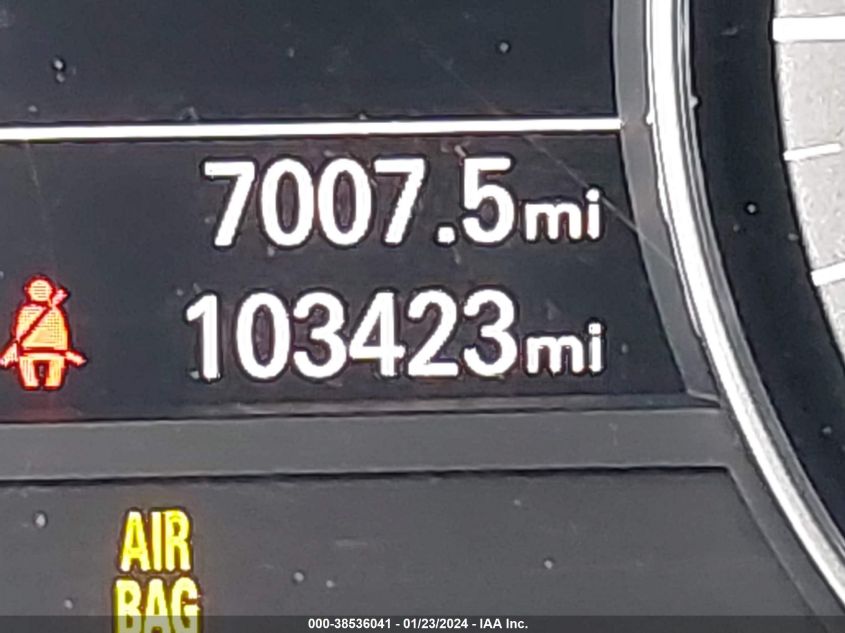 7007.5mi
103423mi
AIR
BAG
000-38536041 - 01/23/2024 - IAA Inc.